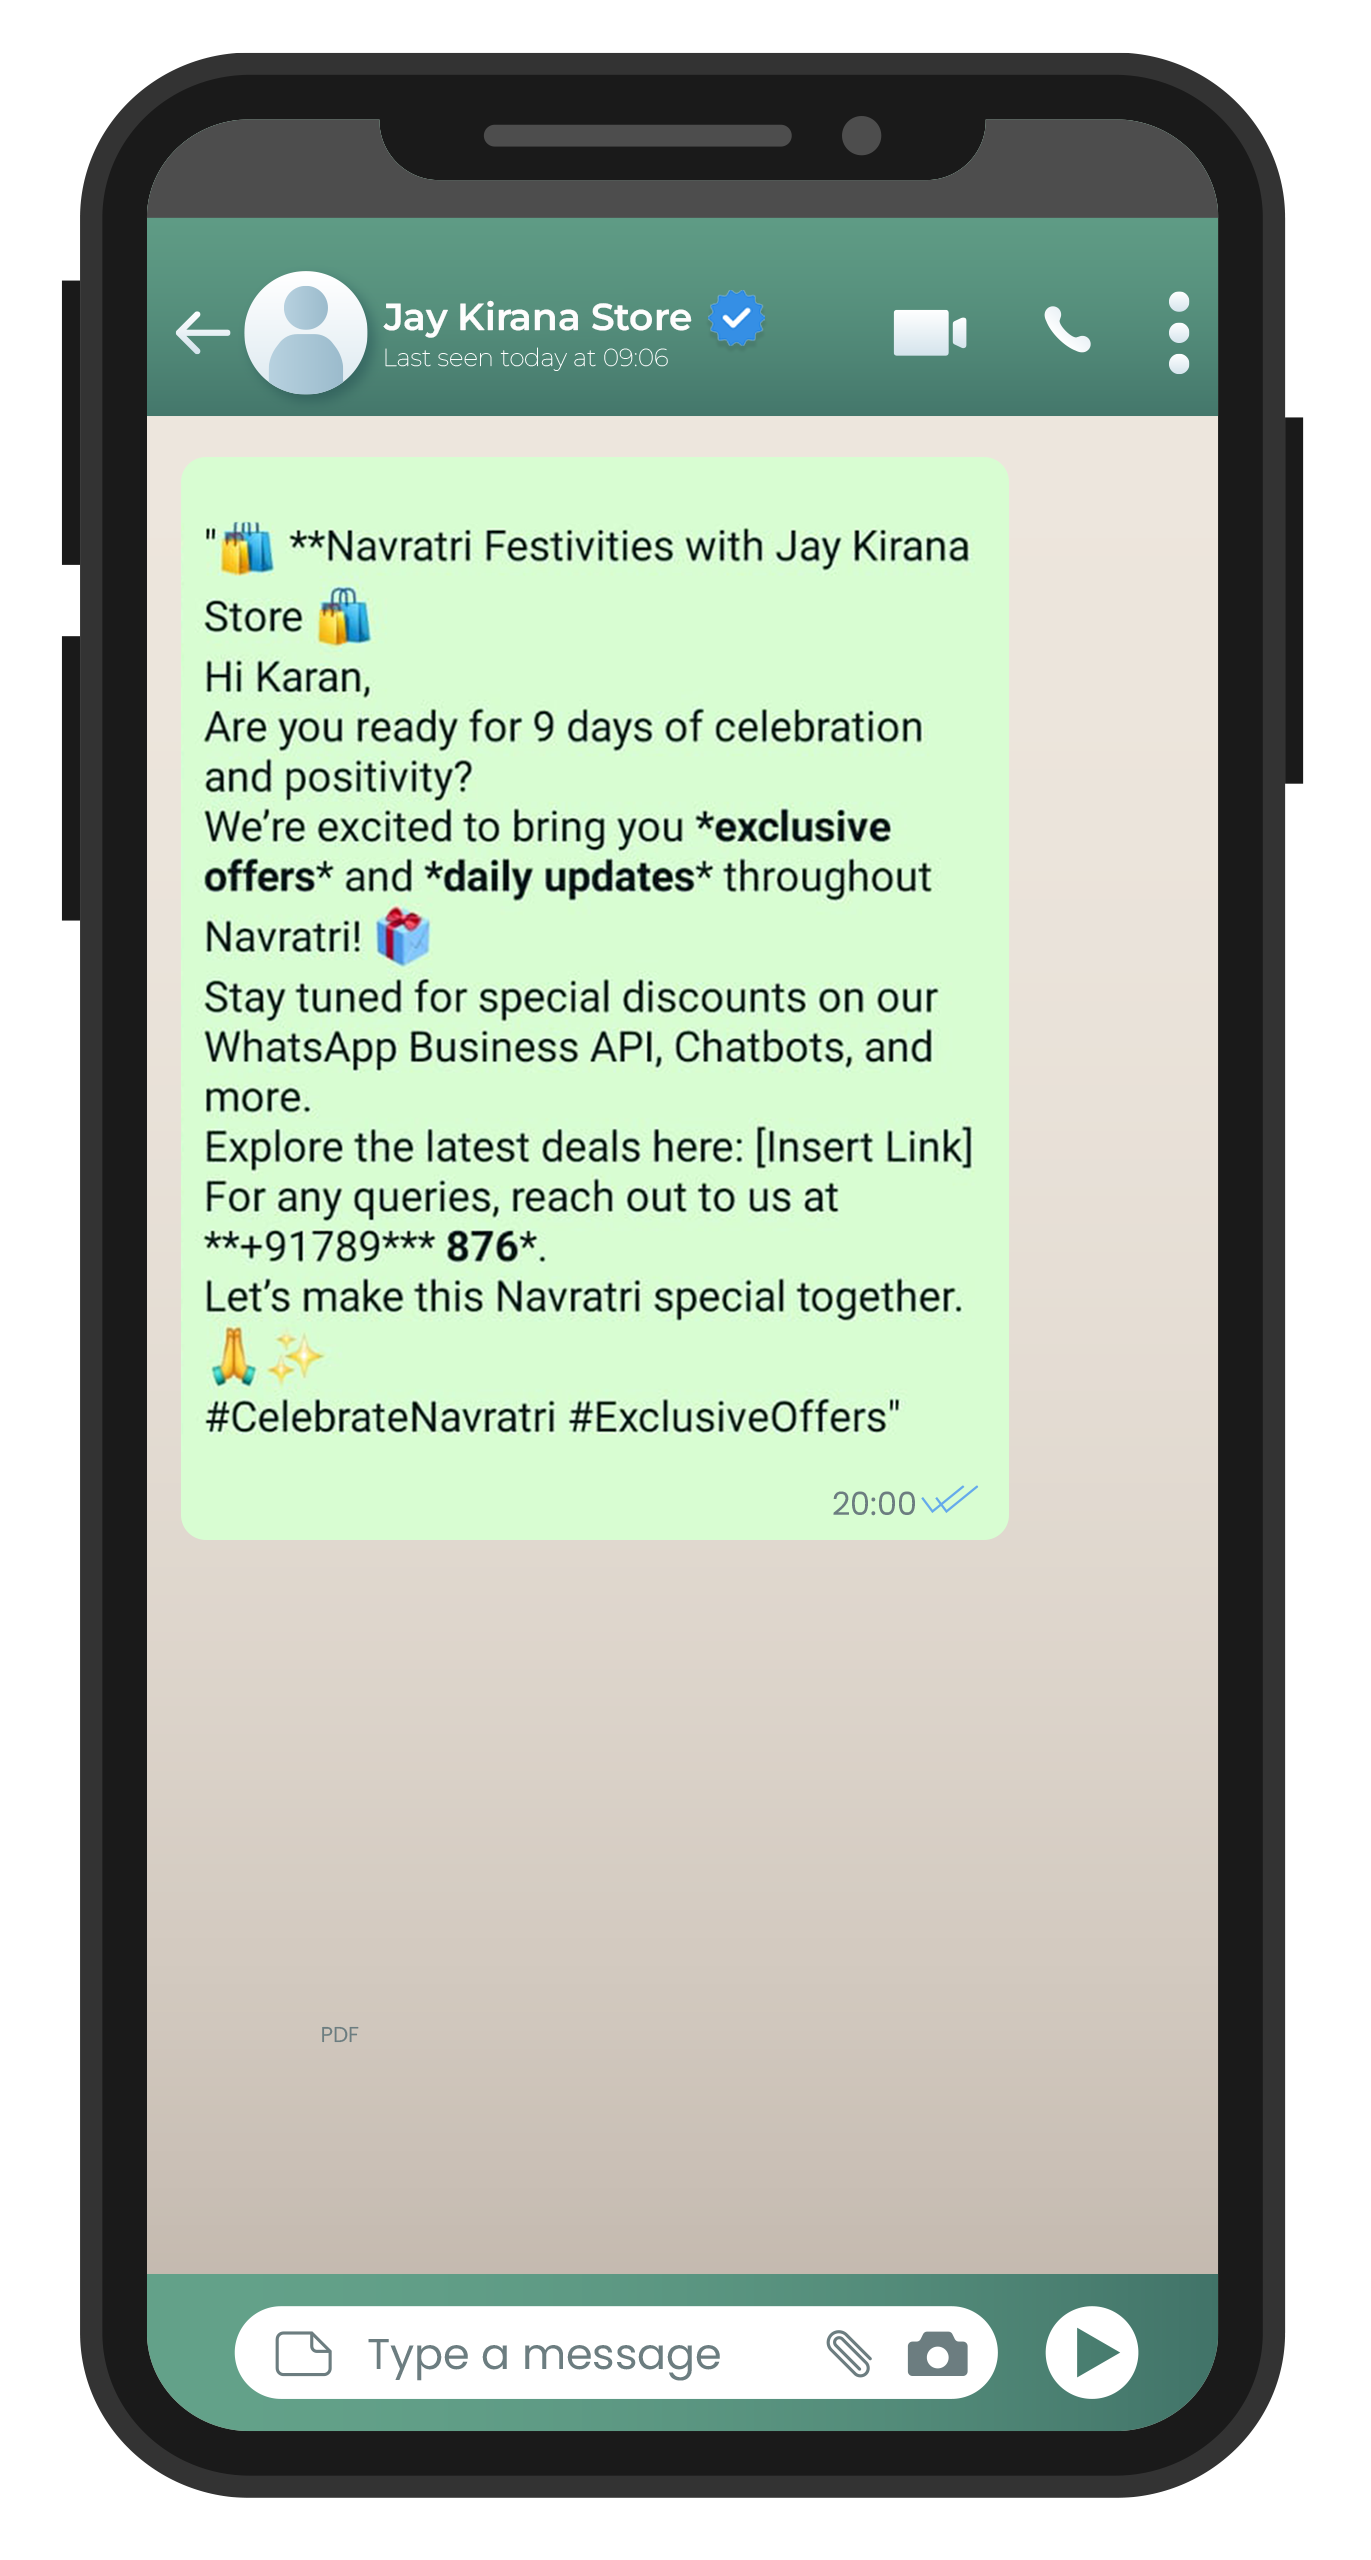 Jay Kirana Store
Last seen today at 09:06
"🛍️ **Navratri Festivities with Jay Kirana
Store 🛍️
Hi Karan,
Are you ready for 9 days of celebration
and positivity?
We’re excited to bring you *exclusive
offers* and *daily updates* throughout
Navratri! 🎁
Stay tuned for special discounts on our
WhatsApp Business API, Chatbots, and
more.
Explore the latest deals here: [Insert Link]
For any queries, reach out to us at
**+91789*** 876*.
Let’s make this Navratri special together.
🙏✨
#CelebrateNavratri #ExclusiveOffers"
20:00
PDF
Type a message